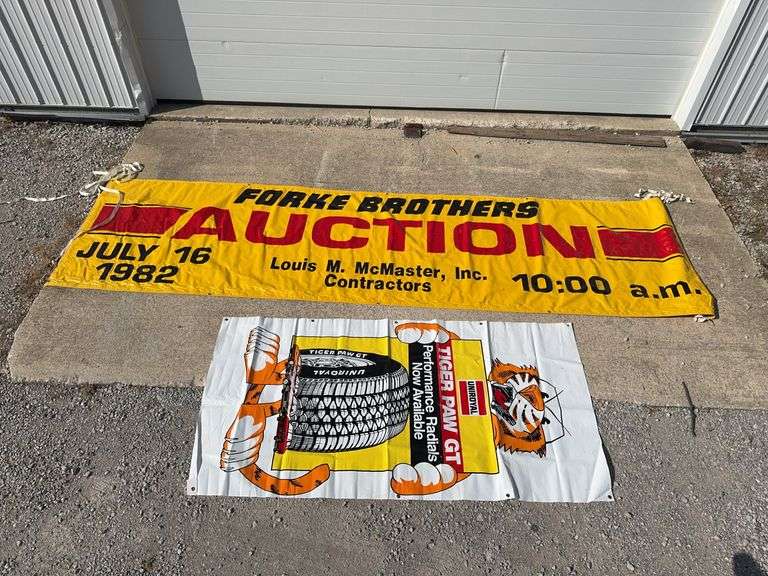 FORKE BROTHERS
AUCTION
JULY 16
1982
Louis M. McMaster, Inc.
Contractors
10:00 a.m.
TIGER PAW GT
UNIROYAL
UNIROYAL
TIGER PAW GT
Performance Radials
Now Available